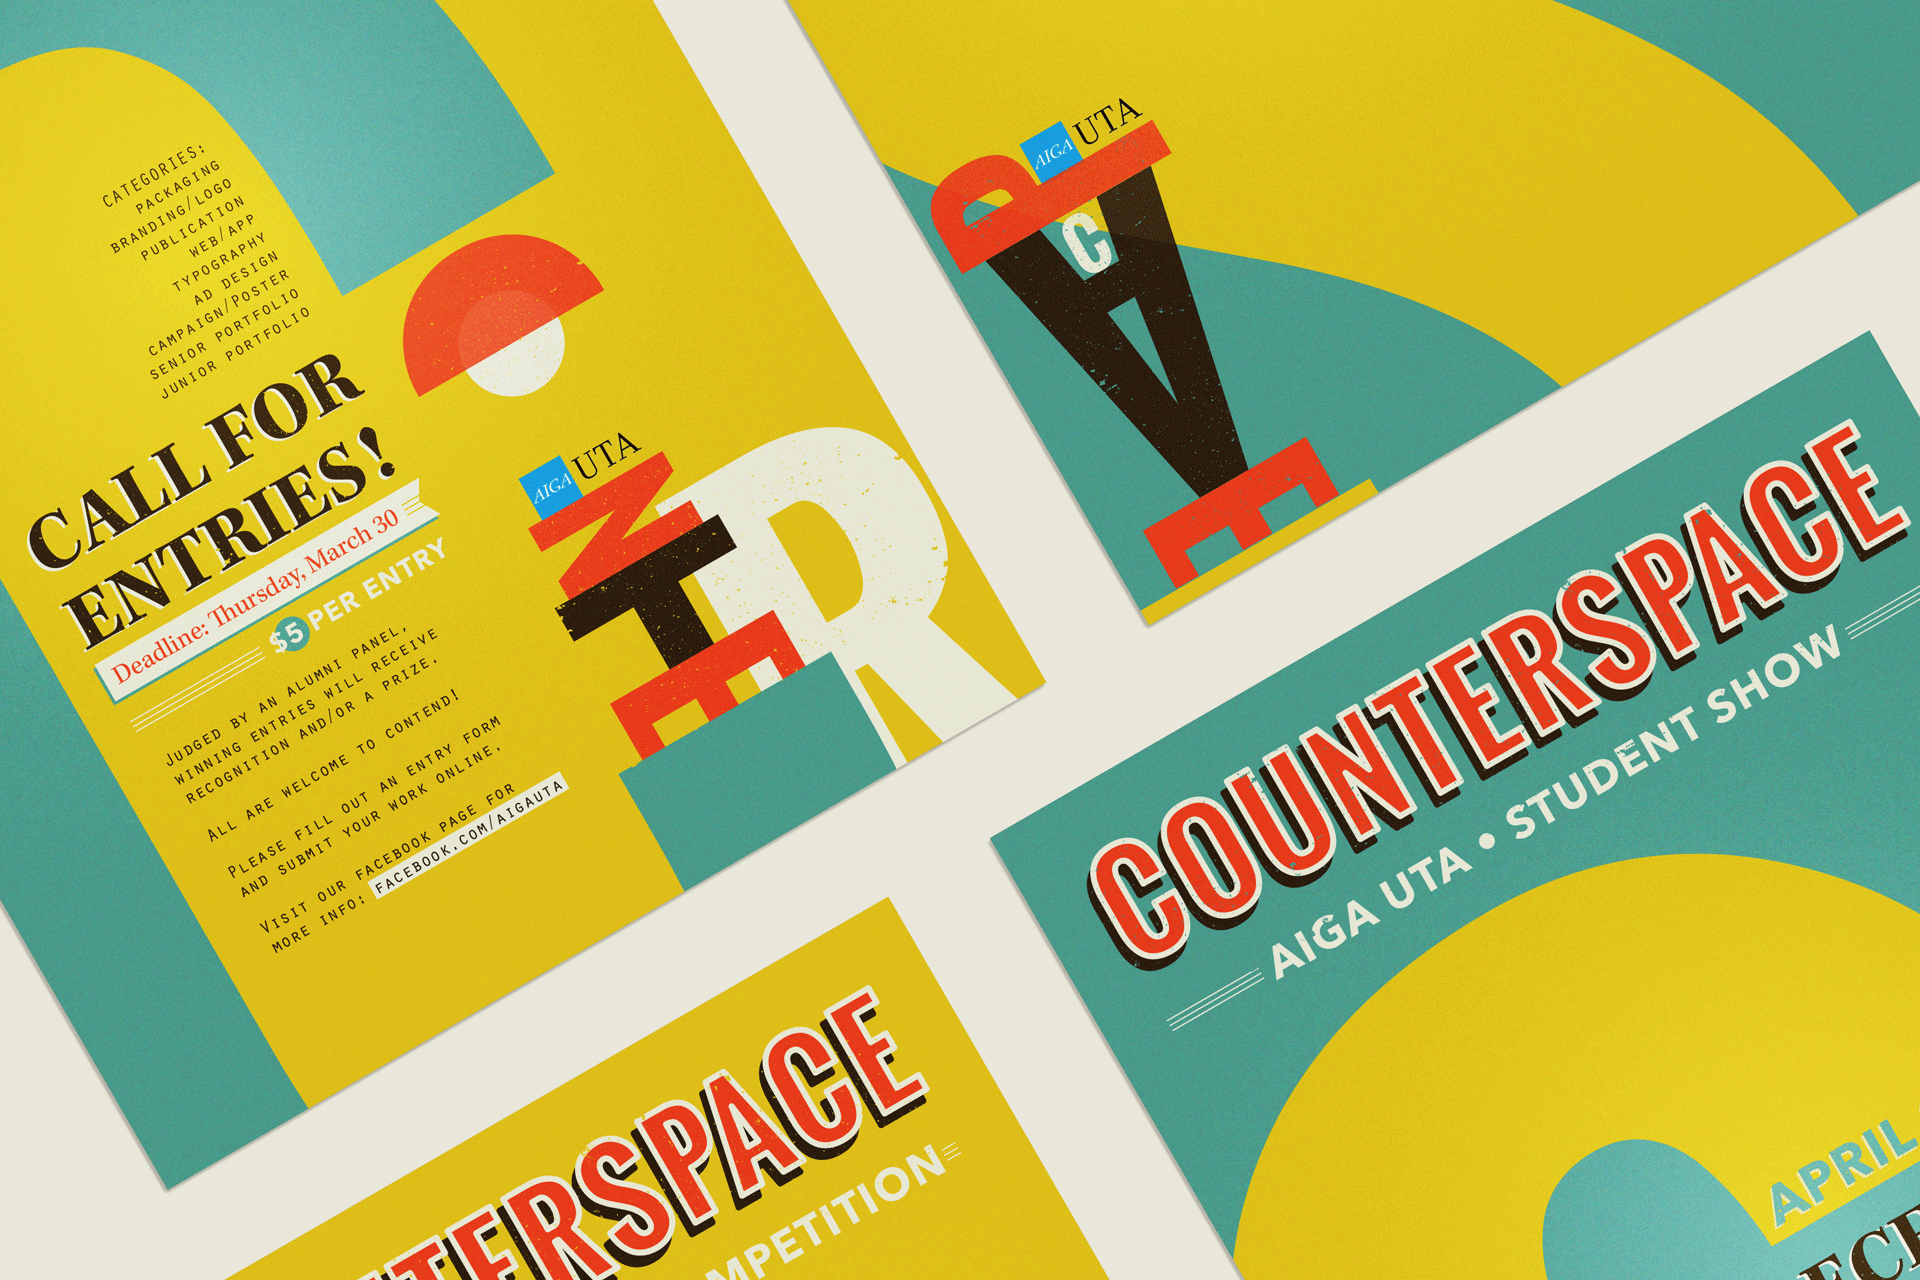 CATEGORIES:
PACKAGING
BRANDING/LOGO
PUBLICATION
WEB/APP
TYPOGRAPHY
AD DESIGN
CAMPAIGN/POSTER
SENIOR PORTFOLIO
JUNIOR PORTFOLIO
CALL FOR
ENTRIES!
Deadline: Thursday, March 30
$5 PER ENTRY
JUDGED BY AN ALUMNI PANEL,
WINNING ENTRIES WILL RECEIVE
RECOGNITION AND/OR A PRIZE.
ALL ARE WELCOME TO CONTEND!
PLEASE FILL OUT AN ENTRY FORM
AND SUBMIT YOUR WORK ONLINE.
VISIT OUR FACEBOOK PAGE FOR
MORE INFO: FACEBOOK.COM/AIGAUTA
AIGA UTA
N
T
E
R
AIGA UTA
P
A
C
E
COUNTERSPACE
AIGA UTA • STUDENT SHOW
APRIL
NTERSPACE
MPETITION